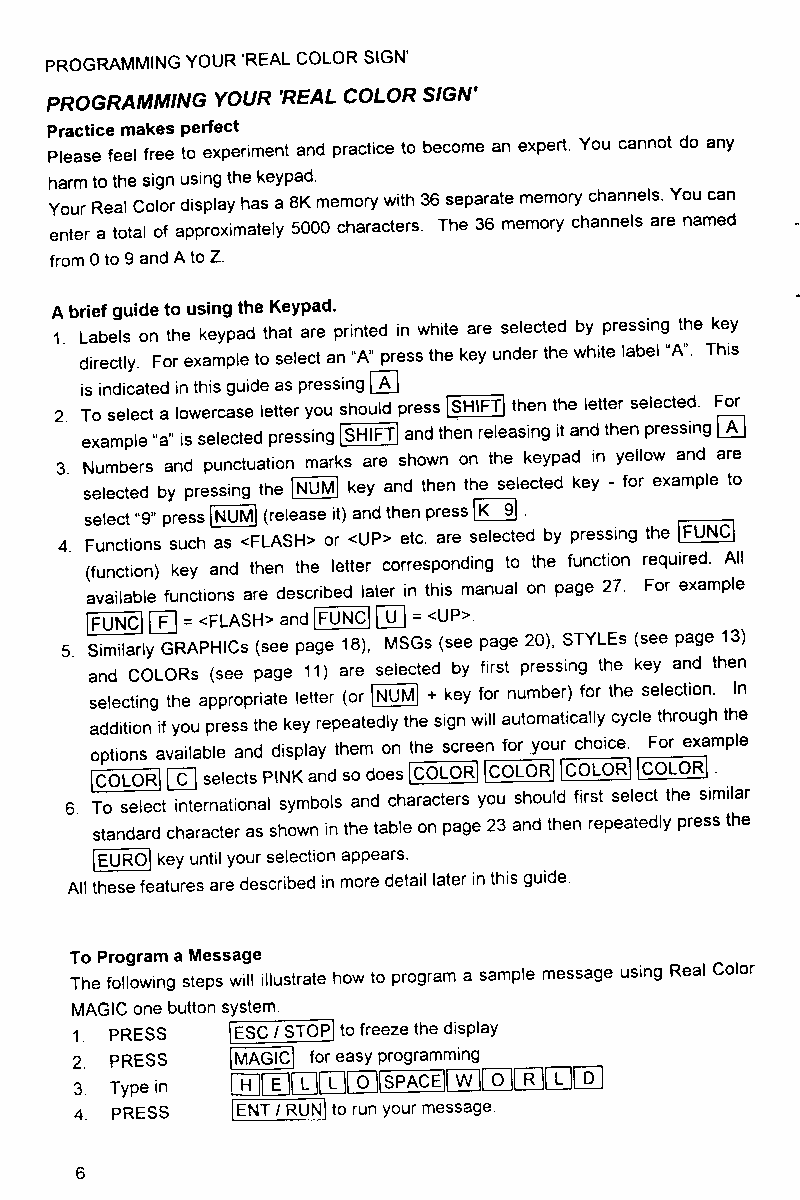 PROGRAMMING YOUR 'REAL COLOR SIGN'
PROGRAMMING YOUR 'REAL COLOR SIGN'
Practice makes perfect
Please feel free to experiment and practice to become an expert. You cannot do any
harm to the sign using the keypad.
Your Real Color display has a 8K memory with 36 separate memory channels. You can
enter a total of approximately 5000 characters. The 36 memory channels are named
from 0 to 9 and A to Z.
A brief guide to using the Keypad.
1. Labels on the keypad that are printed in white are selected by pressing the key
directly. For example to select an "A" press the key under the white label "A". This
is indicated in this guide as pressing A
2. To select a lowercase letter you should press SHIFT then the letter selected. For
example "a" is selected pressing SHIFT and then releasing it and then pressing A
3. Numbers and punctuation marks are shown on the keypad in yellow and are
selected by pressing the NUM key and then the selected key - for example to
select "9" press NUM (release it) and then press K 9 .
4. Functions such as <FLASH> or <UP> etc. are selected by pressing the FUNC
(function) key and then the letter corresponding to the function required. All
available functions are described later in this manual on page 27. For example
FUNC F = <FLASH> and FUNC U = <UP>.
5. Similarly GRAPHICs (see page 18), MSGs (see page 20), STYLEs (see page 13)
and COLORs (see page 11) are selected by first pressing the key and then
selecting the appropriate letter (or NUM + key for number) for the selection. In
addition if you press the key repeatedly the sign will automatically cycle through the
options available and display them on the screen for your choice. For example
COLOR C selects PINK and so does COLOR COLOR COLOR COLOR .
6. To select international symbols and characters you should first select the similar
standard character as shown in the table on page 23 and then repeatedly press the
EURO key until your selection appears.
All these features are described in more detail later in this guide.
To Program a Message
The following steps will illustrate how to program a sample message using Real Color
MAGIC one button system.
1. PRESS ESC / STOP to freeze the display
2. PRESS MAGIC for easy programming
3. Type in H E L L O SPACE W O R L D
4. PRESS ENT / RUN to run your message.
6